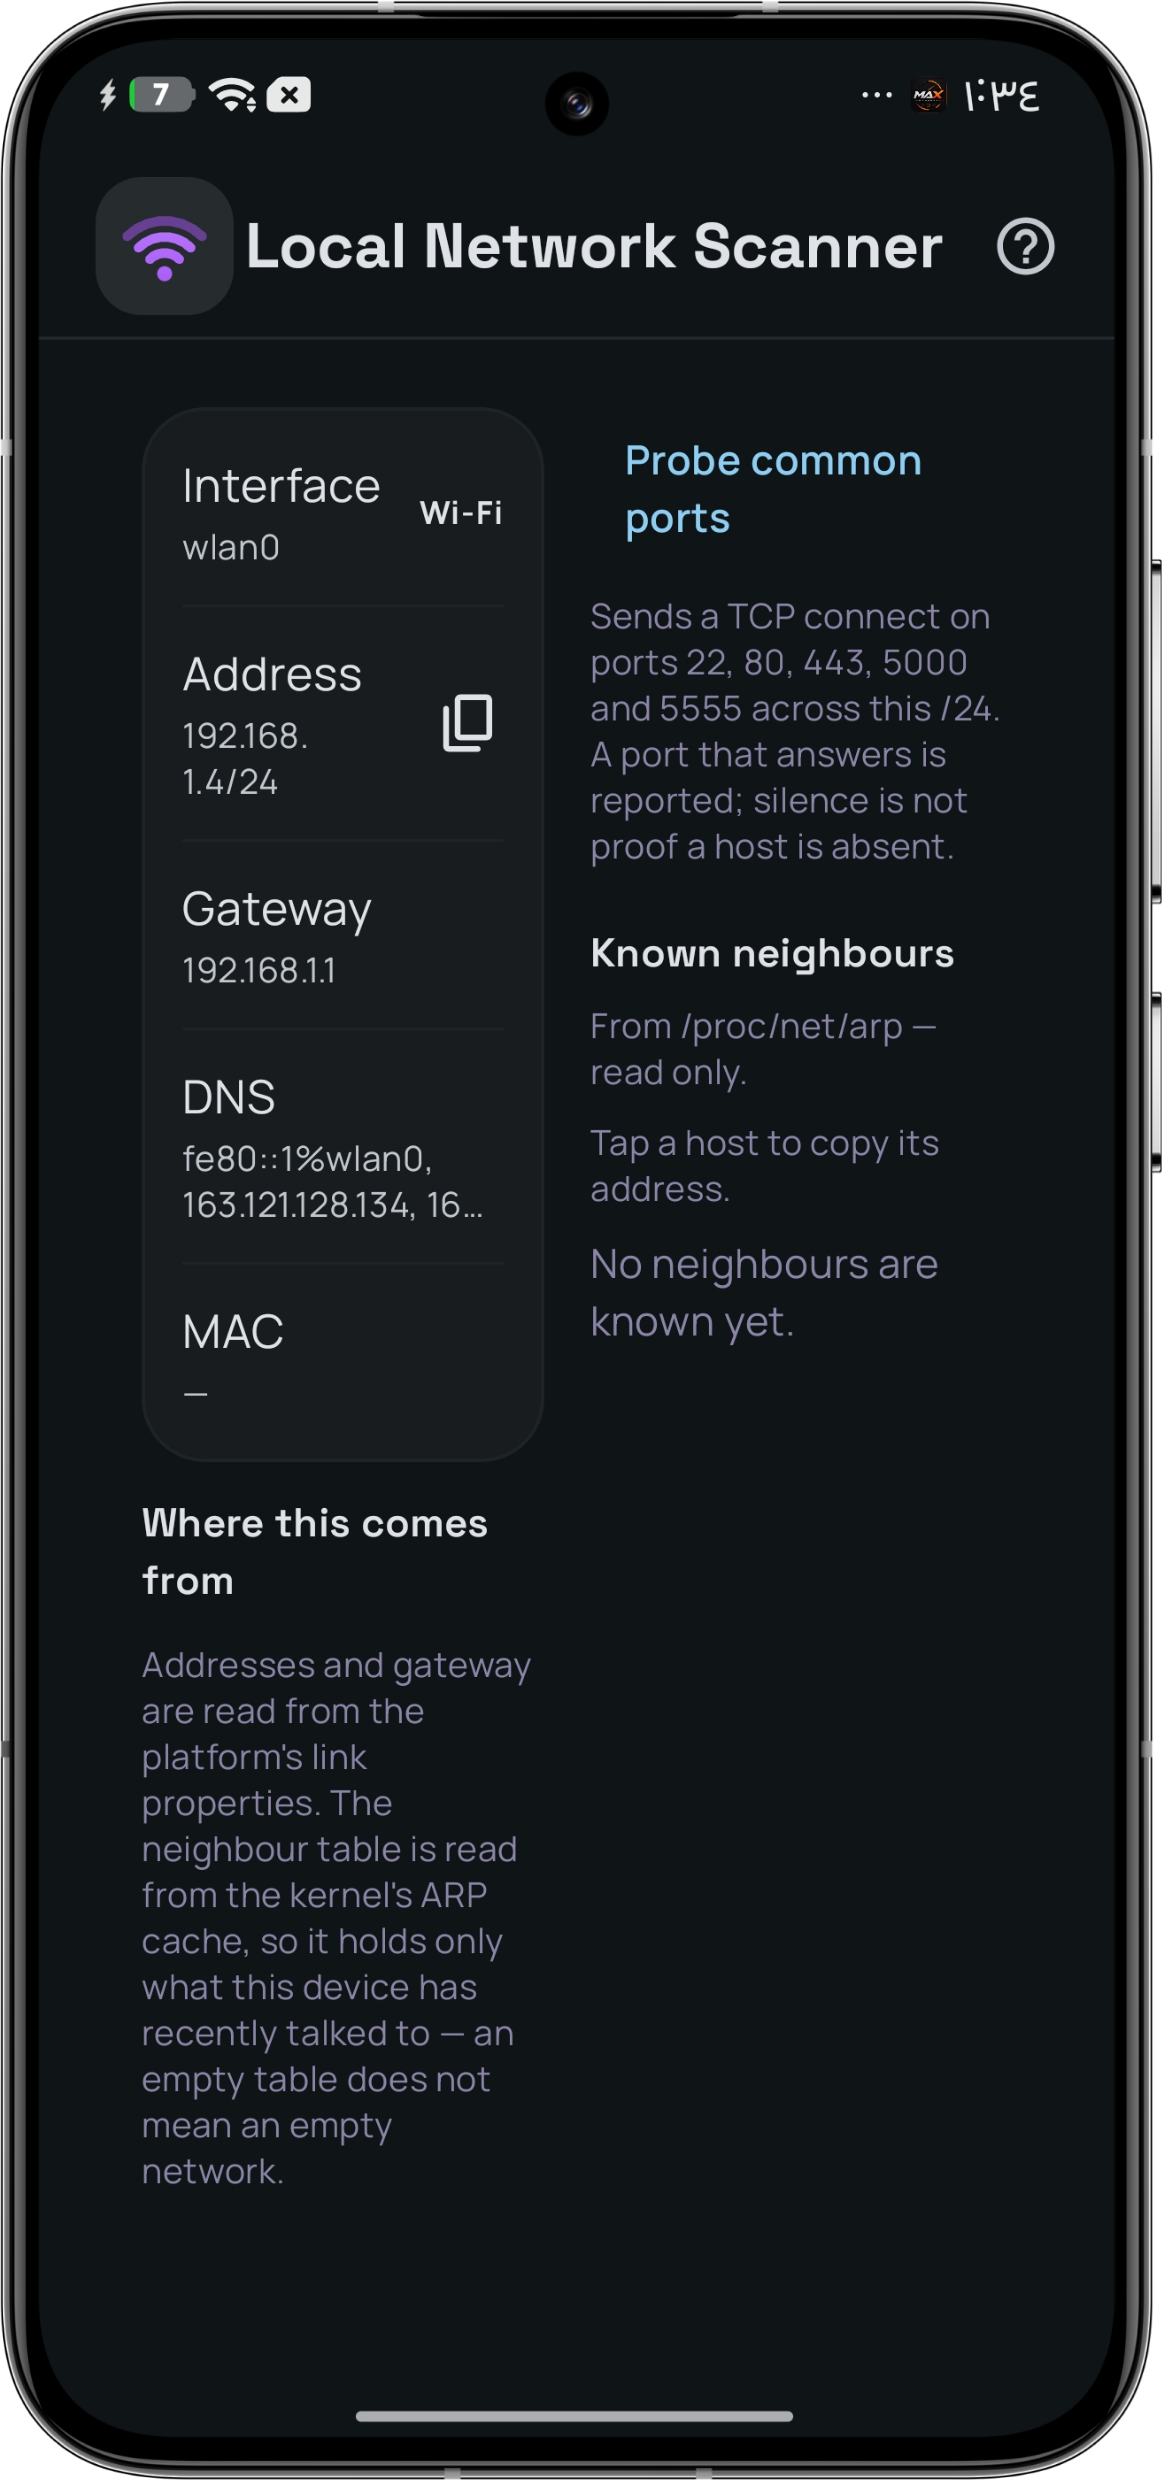 7
MAX
١:٣٤
Local Network Scanner
Interface
wlan0
Wi-Fi
Address
192.168.
1.4/24
Gateway
192.168.1.1
DNS
fe80::1%wlan0,
163.121.128.134, 16...
MAC
—
Where this comes
from
Addresses and gateway
are read from the
platform's link
properties. The
neighbour table is read
from the kernel's ARP
cache, so it holds only
what this device has
recently talked to — an
empty table does not
mean an empty
network.
Probe common
ports
Sends a TCP connect on
ports 22, 80, 443, 5000
and 5555 across this /24.
A port that answers is
reported; silence is not
proof a host is absent.
Known neighbours
From /proc/net/arp —
read only.
Tap a host to copy its
address.
No neighbours are
known yet.